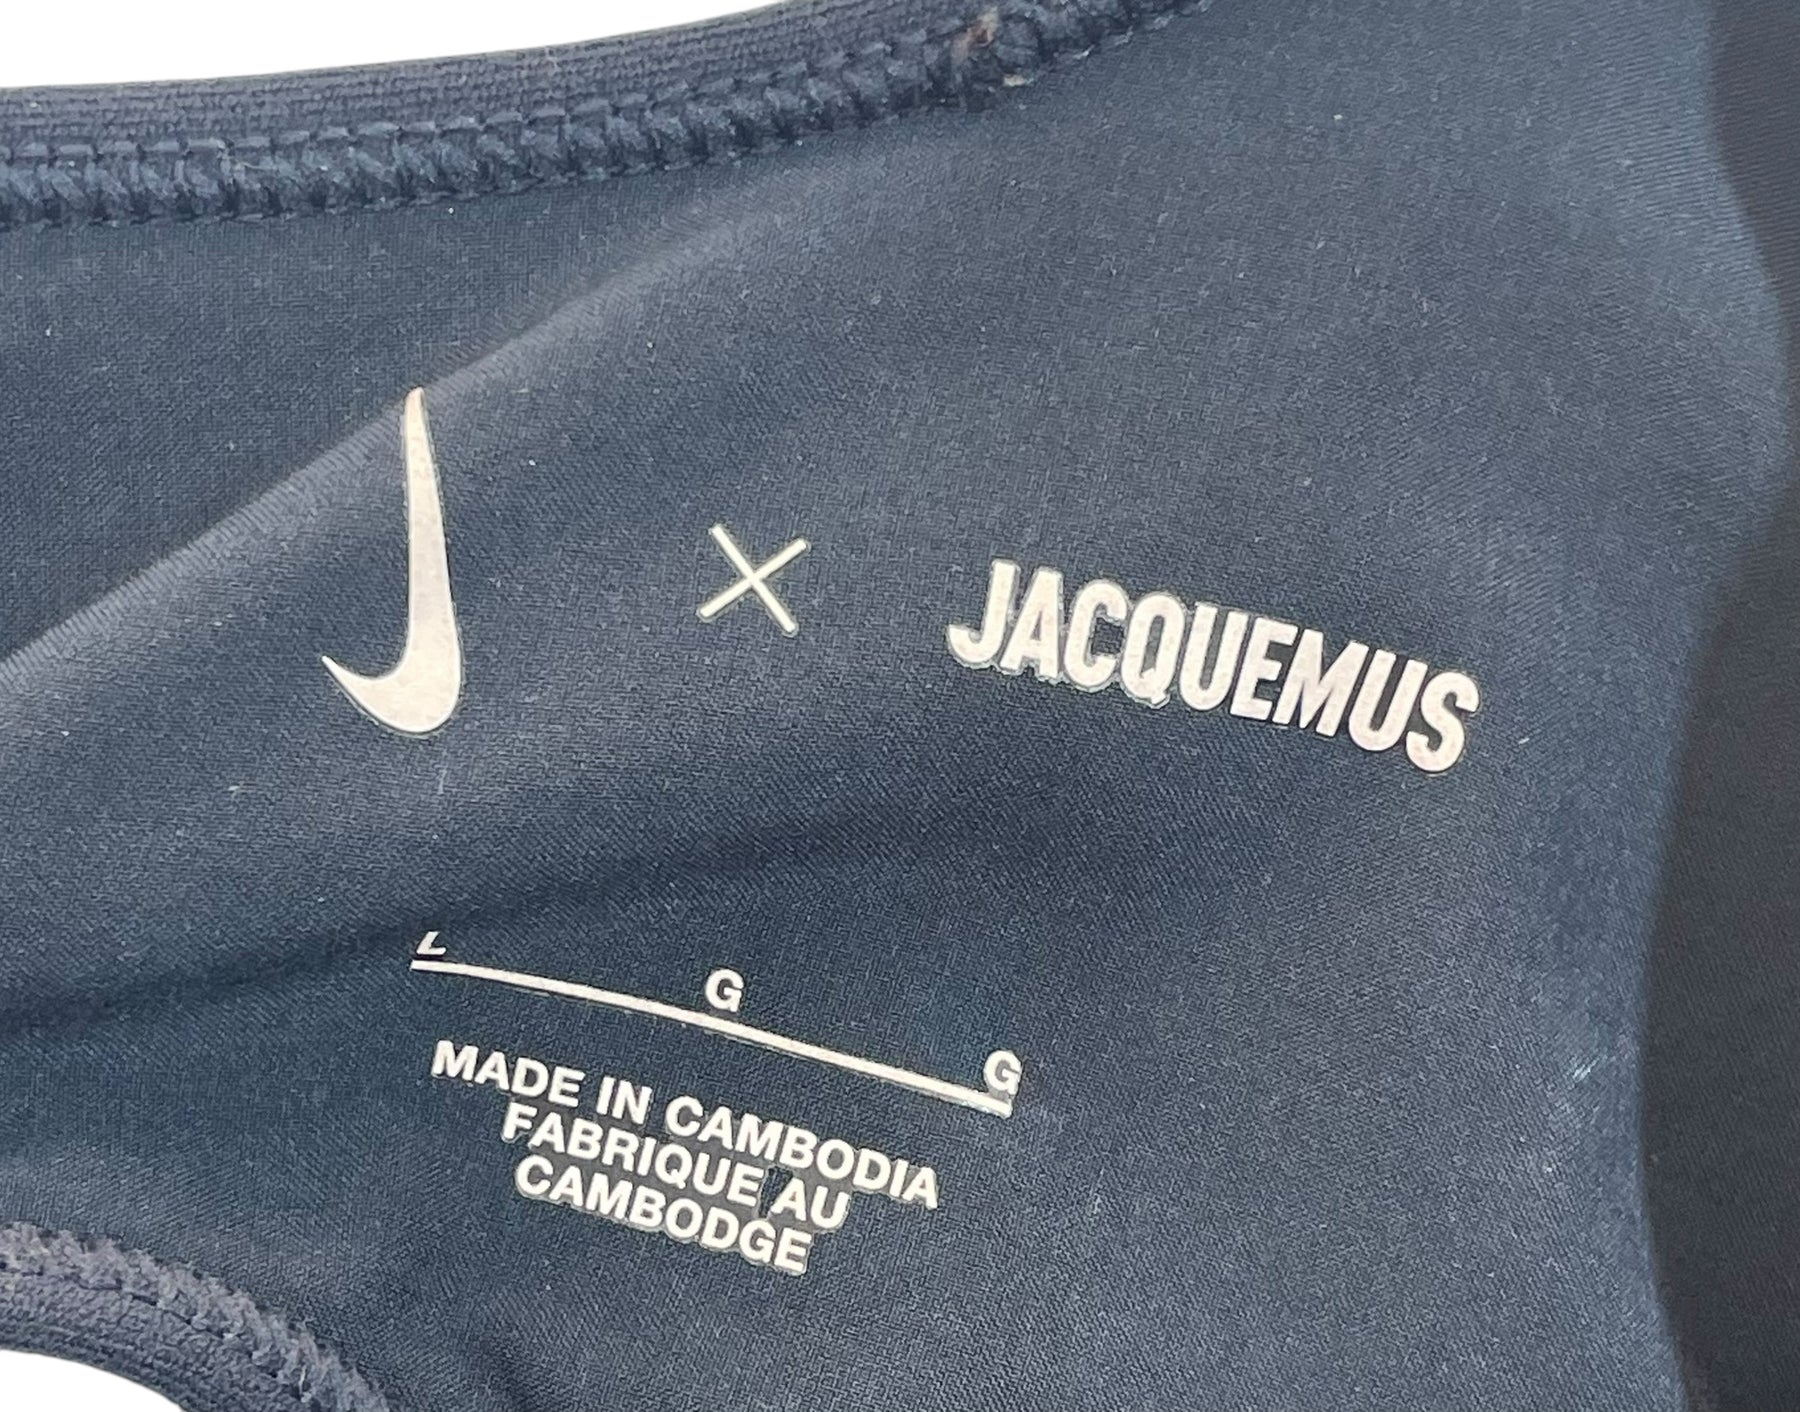 × JACQUEMUS
L G G
MADE IN CAMBODIA
FABRIQUE AU
CAMBODGE